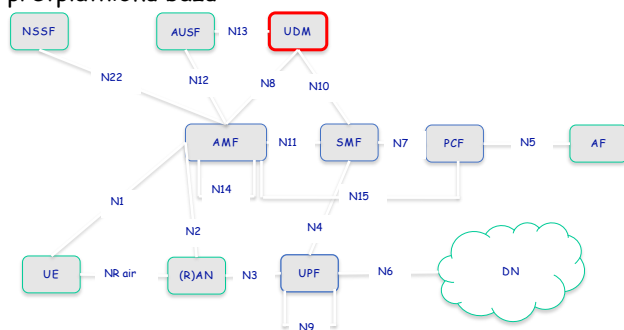 NSSF
AUSF
N13
UDM
N22
N12
N8
N10
AMF
N11
SMF
N7
PCF
N5
AF
N14
N15
N1
N2
N4
UE
NR air
(R)AN
N3
UPF
N6
DN
N9